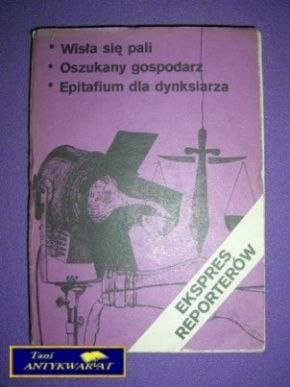 • Wisła się pali
• Oszukany gospodarz
• Epitafium dla dynksiarza
EKSPRES
REPORTERÓW
Tani
ANTYKWARIAT